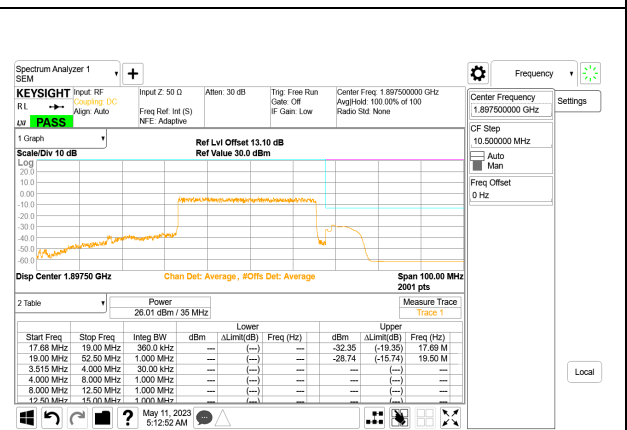 Spectrum Analyzer 1
SEM
Frequency
KEYSIGHT Input: RF Input Z: 50 Ω Atten: 30 dB Trig: Free Run Center Freq: 1.897500000 GHz
RL Coupling: DC Gate: Off Avg|Hold: 100.00% of 100
Align: Auto Freq Ref: Int (S) IF Gain: Low Radio Std: None
LXI PASS NFE: Adaptive
Center Frequency
1.897500000 GHz
Settings
CF Step
10.500000 MHz
Auto
Man
Freq Offset
0 Hz
Local
1 Graph
Ref Lvl Offset 13.10 dB
Scale/Div 10 dB Ref Value 30.0 dBm
Log
20.0
10.0
0.00
-10.0
-20.0
-30.0
-40.0
-50.0
-60.0
Disp Center 1.89750 GHz Chan Det: Average , #Offs Det: Average Span 100.00 MHz
2001 pts
2 Table Power Measure Trace
26.01 dBm / 35 MHz Trace 1
Lower Upper
Start Freq Stop Freq Integ BW dBm ΔLimit(dB) Freq (Hz) dBm ΔLimit(dB) Freq (Hz)
17.68 MHz 19.00 MHz 360.0 kHz --- (---) --- -32.35 (-19.35) 17.69 M
19.00 MHz 52.50 MHz 1.000 MHz --- (---) --- -28.74 (-15.74) 19.50 M
3.515 MHz 4.000 MHz 30.00 kHz --- (---) --- --- (---) ---
4.000 MHz 8.000 MHz 1.000 MHz --- (---) --- --- (---) ---
8.000 MHz 12.50 MHz 1.000 MHz --- (---) --- --- (---) ---
12.50 MHz 15.00 MHz 1.000 MHz --- (---) --- --- (---) ---
May 11, 2023
5:12:52 AM